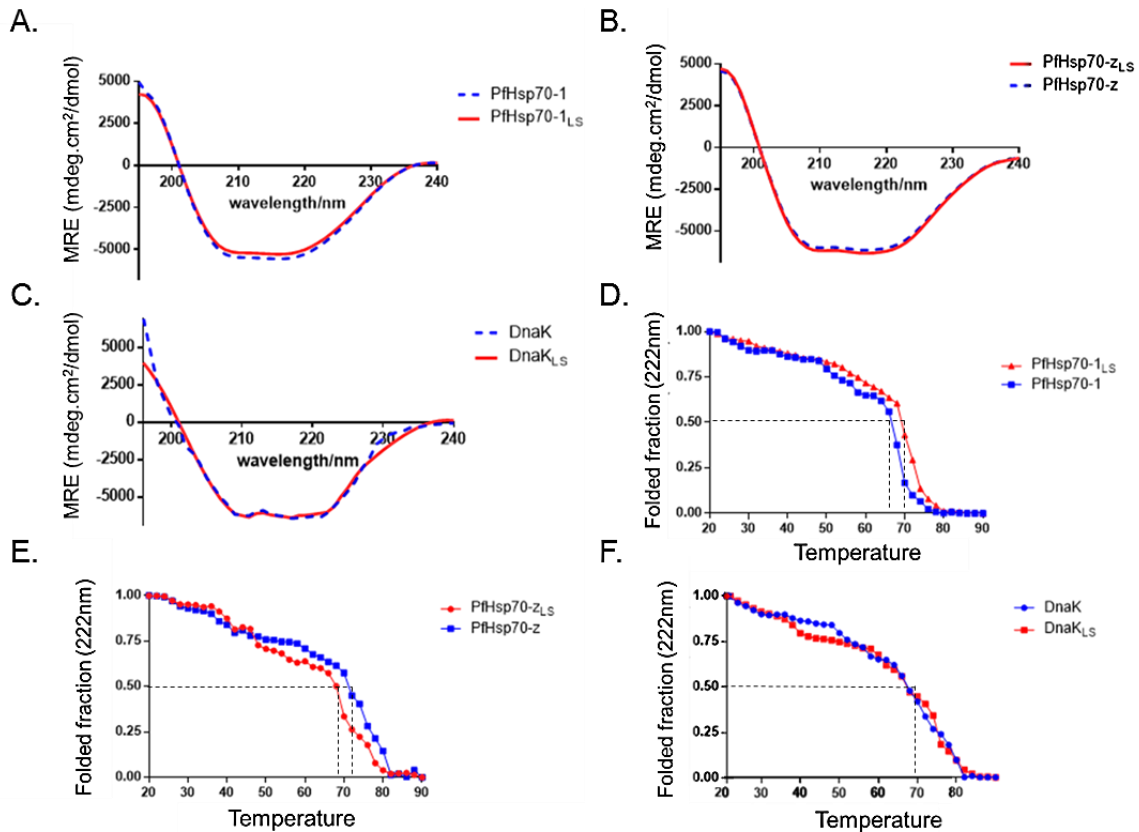 A.
MRE (mdeg.cm²/dmol)
5000
0
-5000
200
210
220
230
240
wavelength/nm
PfHsp70-1
PfHsp70-1LS
B.
MRE (mdeg.cm²/dmol)
5000
0
-5000
200
210
220
230
240
wavelength/nm
PfHsp70-zLS
PfHsp70-z
C.
MRE (mdeg.cm²/dmol)
5000
2500
0
-2500
-5000
200
210
220
230
240
wavelength/nm
DnaK
DnaKLS
D.
Folded fraction (222nm)
1.00
0.75
0.50
0.25
0.00
20 30 40 50 60 70 80 90
Temperature
PfHsp70-1LS
PfHsp70-1
E.
Folded fraction (222nm)
1.00
0.75
0.50
0.25
0.00
20 30 40 50 60 70 80 90
Temperature
PfHsp70-zLS
PfHsp70-z
F.
Folded fraction (222nm)
1.00
0.75
0.50
0.25
0.00
20 30 40 50 60 70 80
Temperature
DnaK
DnaKLS